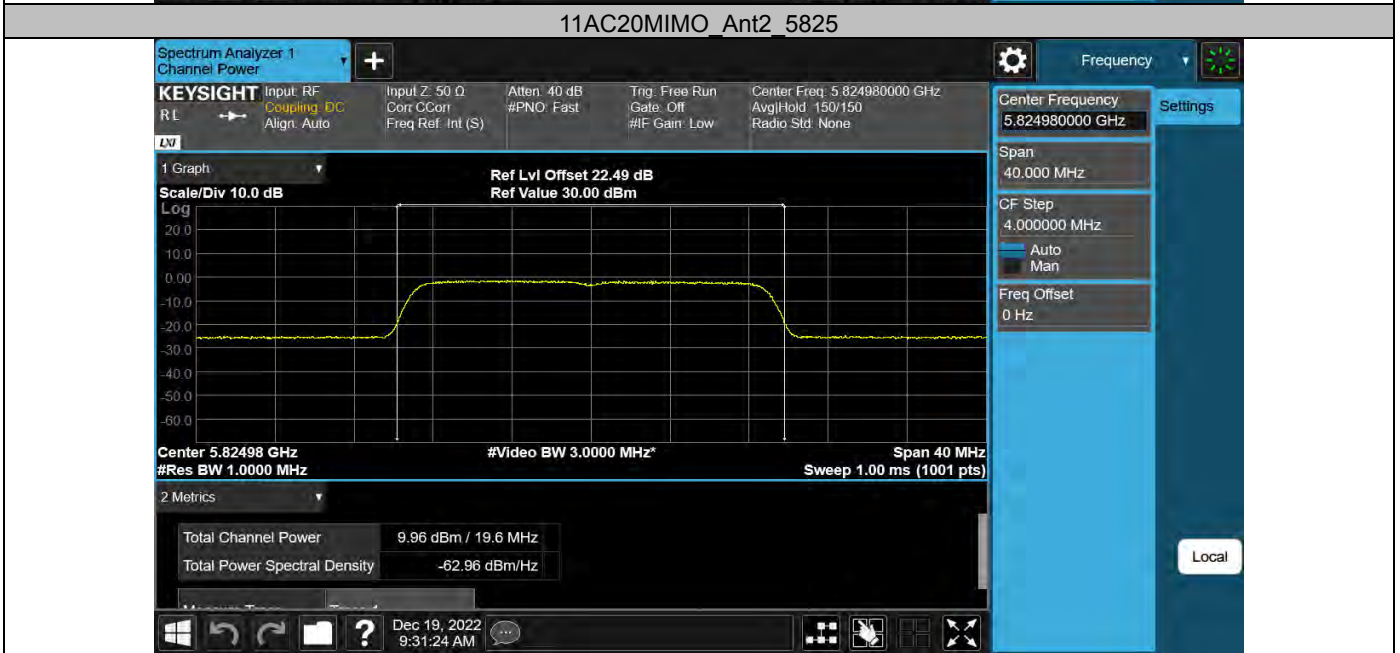 11AC20MIMO_Ant2_5825
Spectrum Analyzer 1
Channel Power
Frequency
KEYSIGHT
RL
LXI
Input: RF
Coupling: DC
Align: Auto
Input Z: 50 Ω
Corr CCorr
Freq Ref: Int (S)
Atten: 40 dB
#PNO: Fast
Trig: Free Run
Gate: Off
#IF Gain: Low
Center Freq: 5.824980000 GHz
Avg|Hold: 150/150
Radio Std: None
Center Frequency
5.824980000 GHz
Settings
Span
40.000 MHz
CF Step
4.000000 MHz
Auto
Man
Freq Offset
0 Hz
1 Graph
Scale/Div 10.0 dB
Ref Lvl Offset 22.49 dB
Ref Value 30.00 dBm
Log
20.0
10.0
0.00
-10.0
-20.0
-30.0
-40.0
-50.0
-60.0
Center 5.82498 GHz
#Video BW 3.0000 MHz*
Span 40 MHz
#Res BW 1.0000 MHz
Sweep 1.00 ms (1001 pts)
2 Metrics
Total Channel Power 9.96 dBm / 19.6 MHz
Total Power Spectral Density -62.96 dBm/Hz
Local
?
Dec 19, 2022
9:31:24 AM